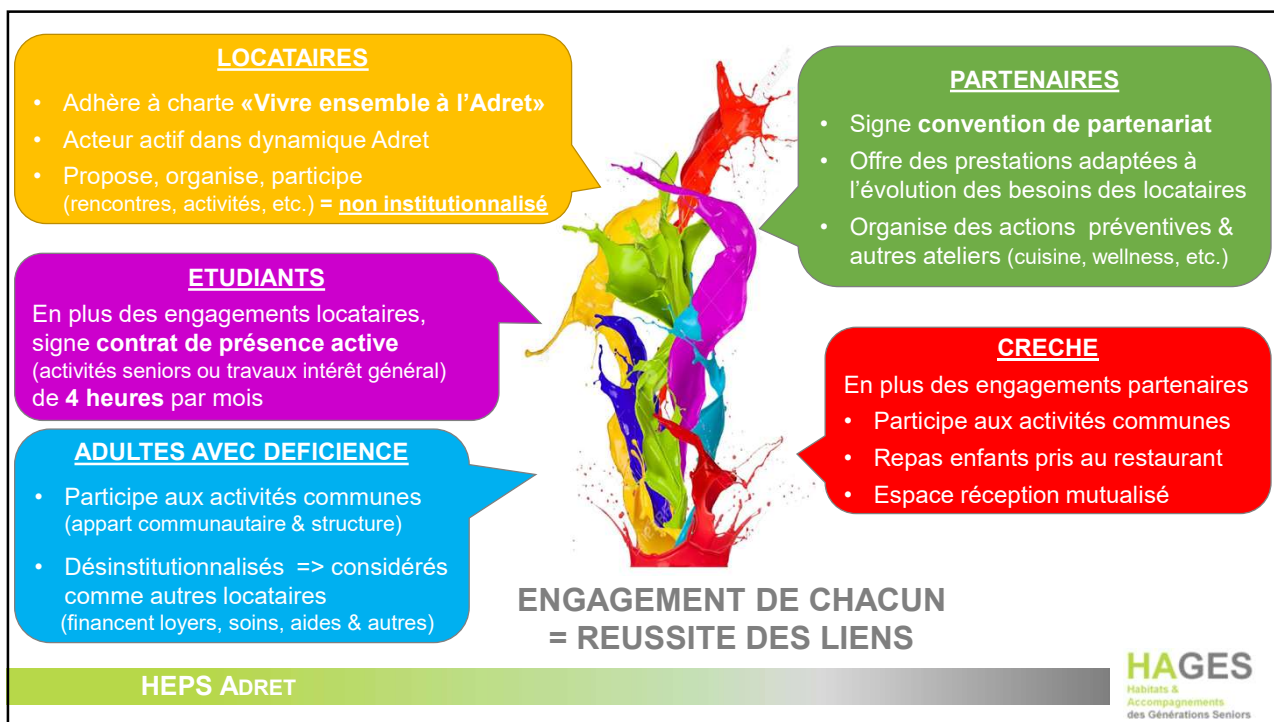 LOCATAIRES
• Adhère à charte «Vivre ensemble à l’Adret»
• Acteur actif dans dynamique Adret
• Propose, organise, participe
(rencontres, activités, etc.) = non institutionnalisé
ETUDIANTS
En plus des engagements locataires,
signe contrat de présence active
(activités seniors ou travaux intérêt général)
de 4 heures par mois
ADULTES AVEC DEFICIENCE
• Participe aux activités communes
(appart communautaire & structure)
• Désinstitutionnalisés => considérés
comme autres locataires
(financent loyers, soins, aides & autres)
PARTENAIRES
• Signe convention de partenariat
• Offre des prestations adaptées à
l’évolution des besoins des locataires
• Organise des actions préventives &
autres ateliers (cuisine, wellness, etc.)
CRECHE
En plus des engagements partenaires
• Participe aux activités communes
• Repas enfants pris au restaurant
• Espace réception mutualisé
ENGAGEMENT DE CHACUN
= REUSSITE DES LIENS
HEPS ADRET
HAGES
Habitats &
Accompagnements
des Générations Seniors